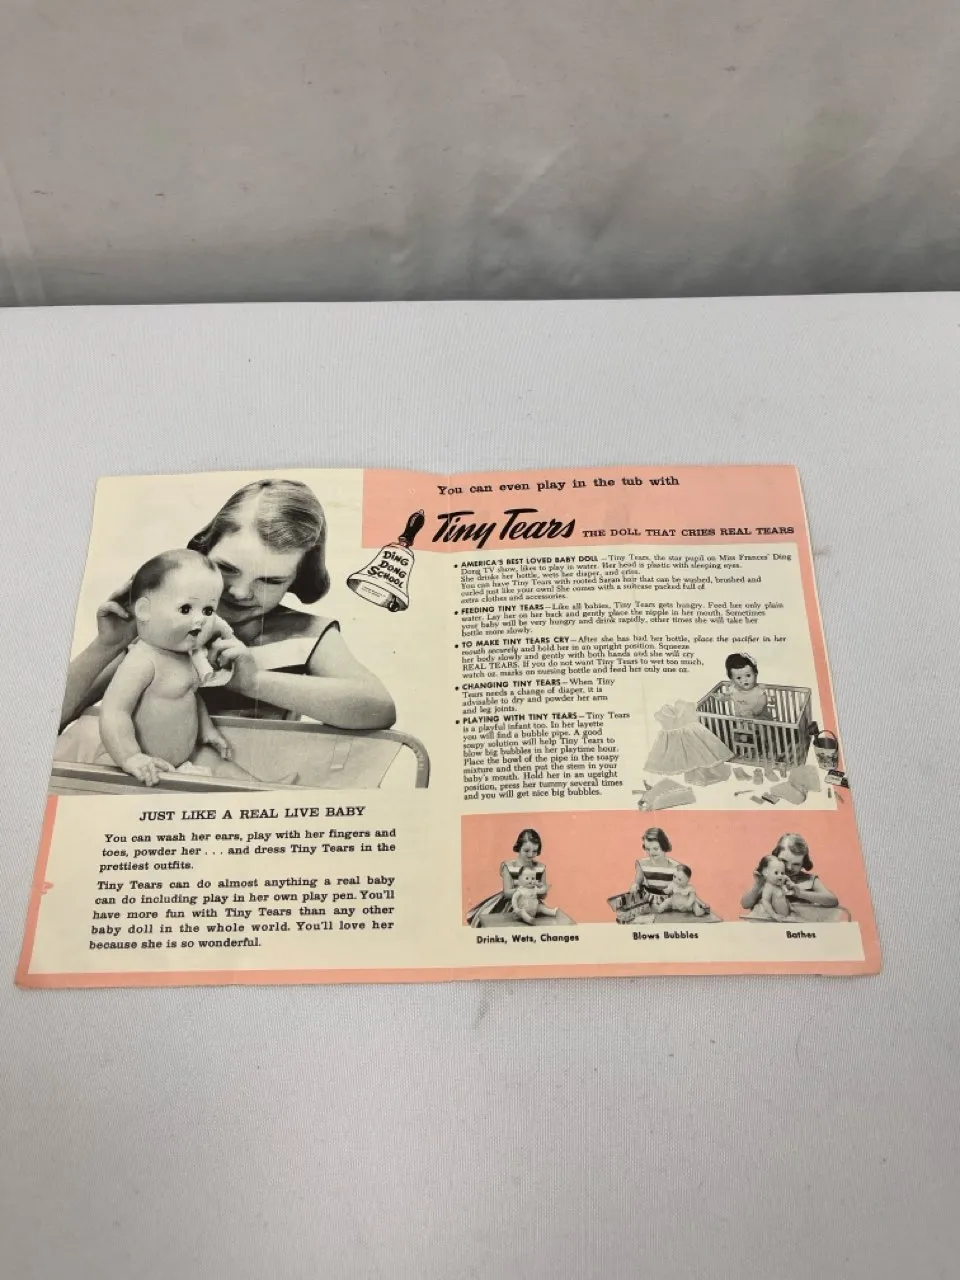 You can even play in the tub with
Tiny Tears THE DOLL THAT CRIES REAL TEARS
DING
DONG
SCHOOL
• AMERICA'S BEST LOVED BABY DOLL—Tiny Tears, the star pupil on Miss Frances' Ding
Dong TV show, likes to play in water. Her head is plastic with sleeping eyes.
She drinks her bottle, wets her diaper, and cries.
You can have Tiny Tears with rooted Saran hair that can be washed, brushed and
curled just like your own! She comes with a suitcase packed full of
extra clothes and accessories.
• FEEDING TINY TEARS—Like all babies, Tiny Tears gets hungry. Feed her only plain
water. Lay her on her back and gently place the nipple in her mouth. Sometimes
your baby will be very hungry and drink rapidly, other times she will take her
bottle more slowly.
• TO MAKE TINY TEARS CRY—After she has had her bottle, place the pacifier in her
mouth securely and hold her in an upright position. Squeeze
her body slowly and gently with both hands and she will cry
REAL TEARS. If you do not want Tiny Tears to wet too much,
watch oz. marks on nursing bottle and feed her only one oz.
• CHANGING TINY TEARS—When Tiny
Tears needs a change of diaper, it is
advisable to dry and powder her arm
and leg joints.
• PLAYING WITH TINY TEARS—Tiny Tears
is a playful infant too. In her layette
you will find a bubble pipe. A good
soapy solution will help Tiny Tears to
blow big bubbles in her playtime hour.
Place the bowl of the pipe in the soapy
mixture and then put the stem in your
baby's mouth. Hold her in an upright
position, press her tummy several times
and you will get nice big bubbles.
JUST LIKE A REAL LIVE BABY
You can wash her ears, play with her fingers and
toes, powder her . . . and dress Tiny Tears in the
prettiest outfits.
Tiny Tears can do almost anything a real baby
can do including play in her own play pen. You'll
have more fun with Tiny Tears than any other
baby doll in the whole world. You'll love her
because she is so wonderful.
Drinks, Wets, Changes
Blows Bubbles
Bathes